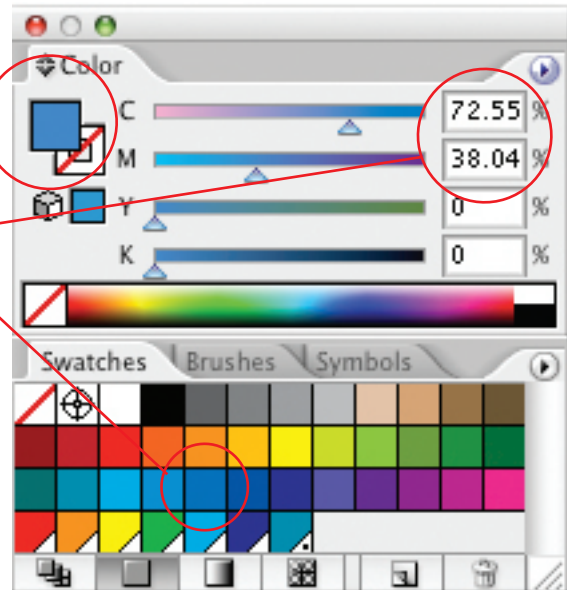 Color
C 72.55 %
M 38.04 %
Y 0 %
K 0 %
Swatches Brushes Symbols